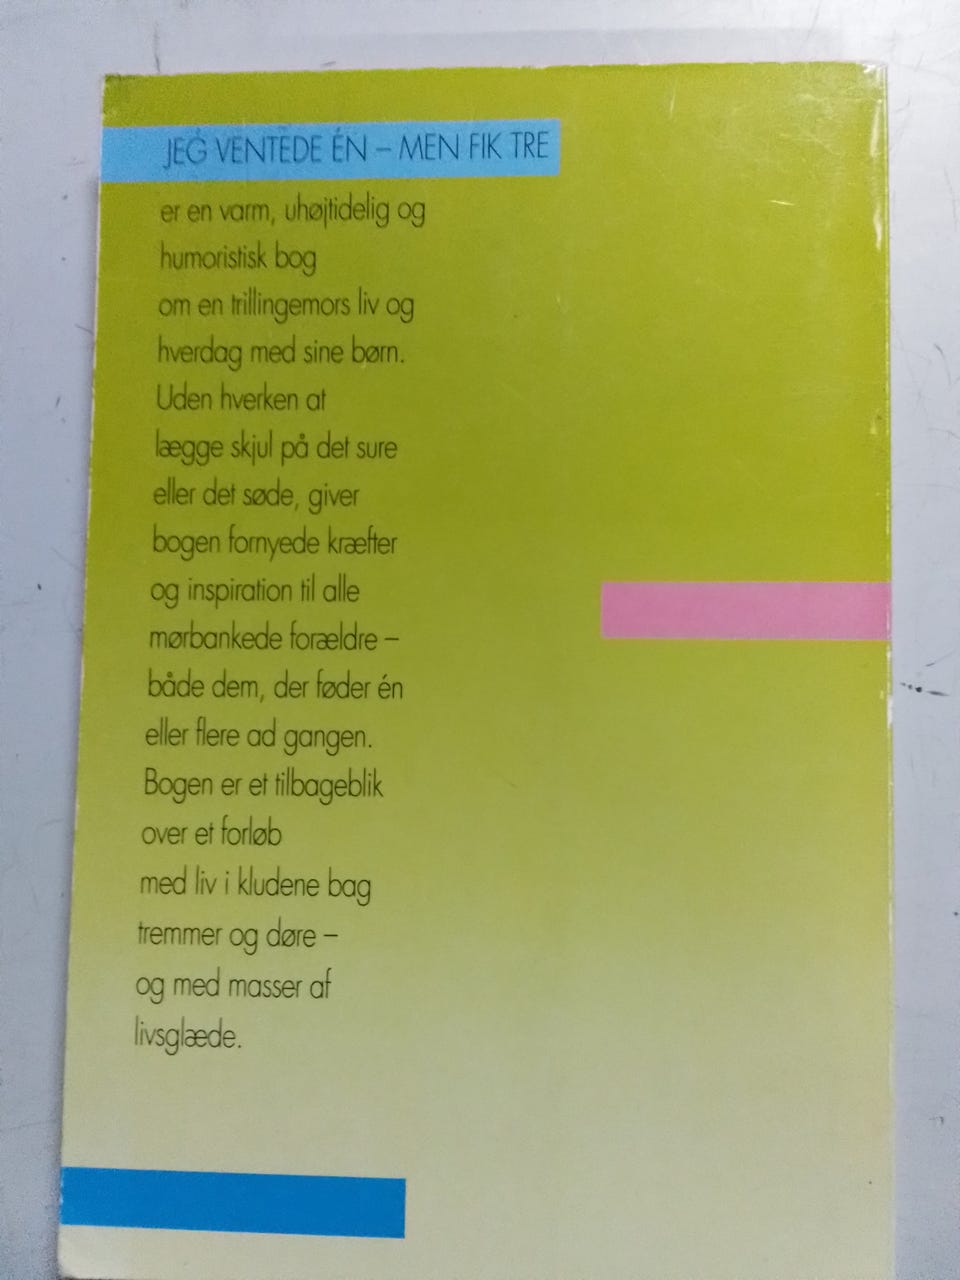 JEG VENTEDE ÉN – MEN FIK TRE
er en varm, uhøjtidelig og
humoristisk bog
om en trillingemors liv og
hverdag med sine børn.
Uden hverken at
lægge skjul på det sure
eller det søde, giver
bogen fornyede kræfter
og inspiration til alle
mørbankede forældre –
både dem, der føder én
eller flere ad gangen.
Bogen er et tilbageblik
over et forløb
med liv i kludene bag
tremmer og døre –
og med masser af
livsglæde.